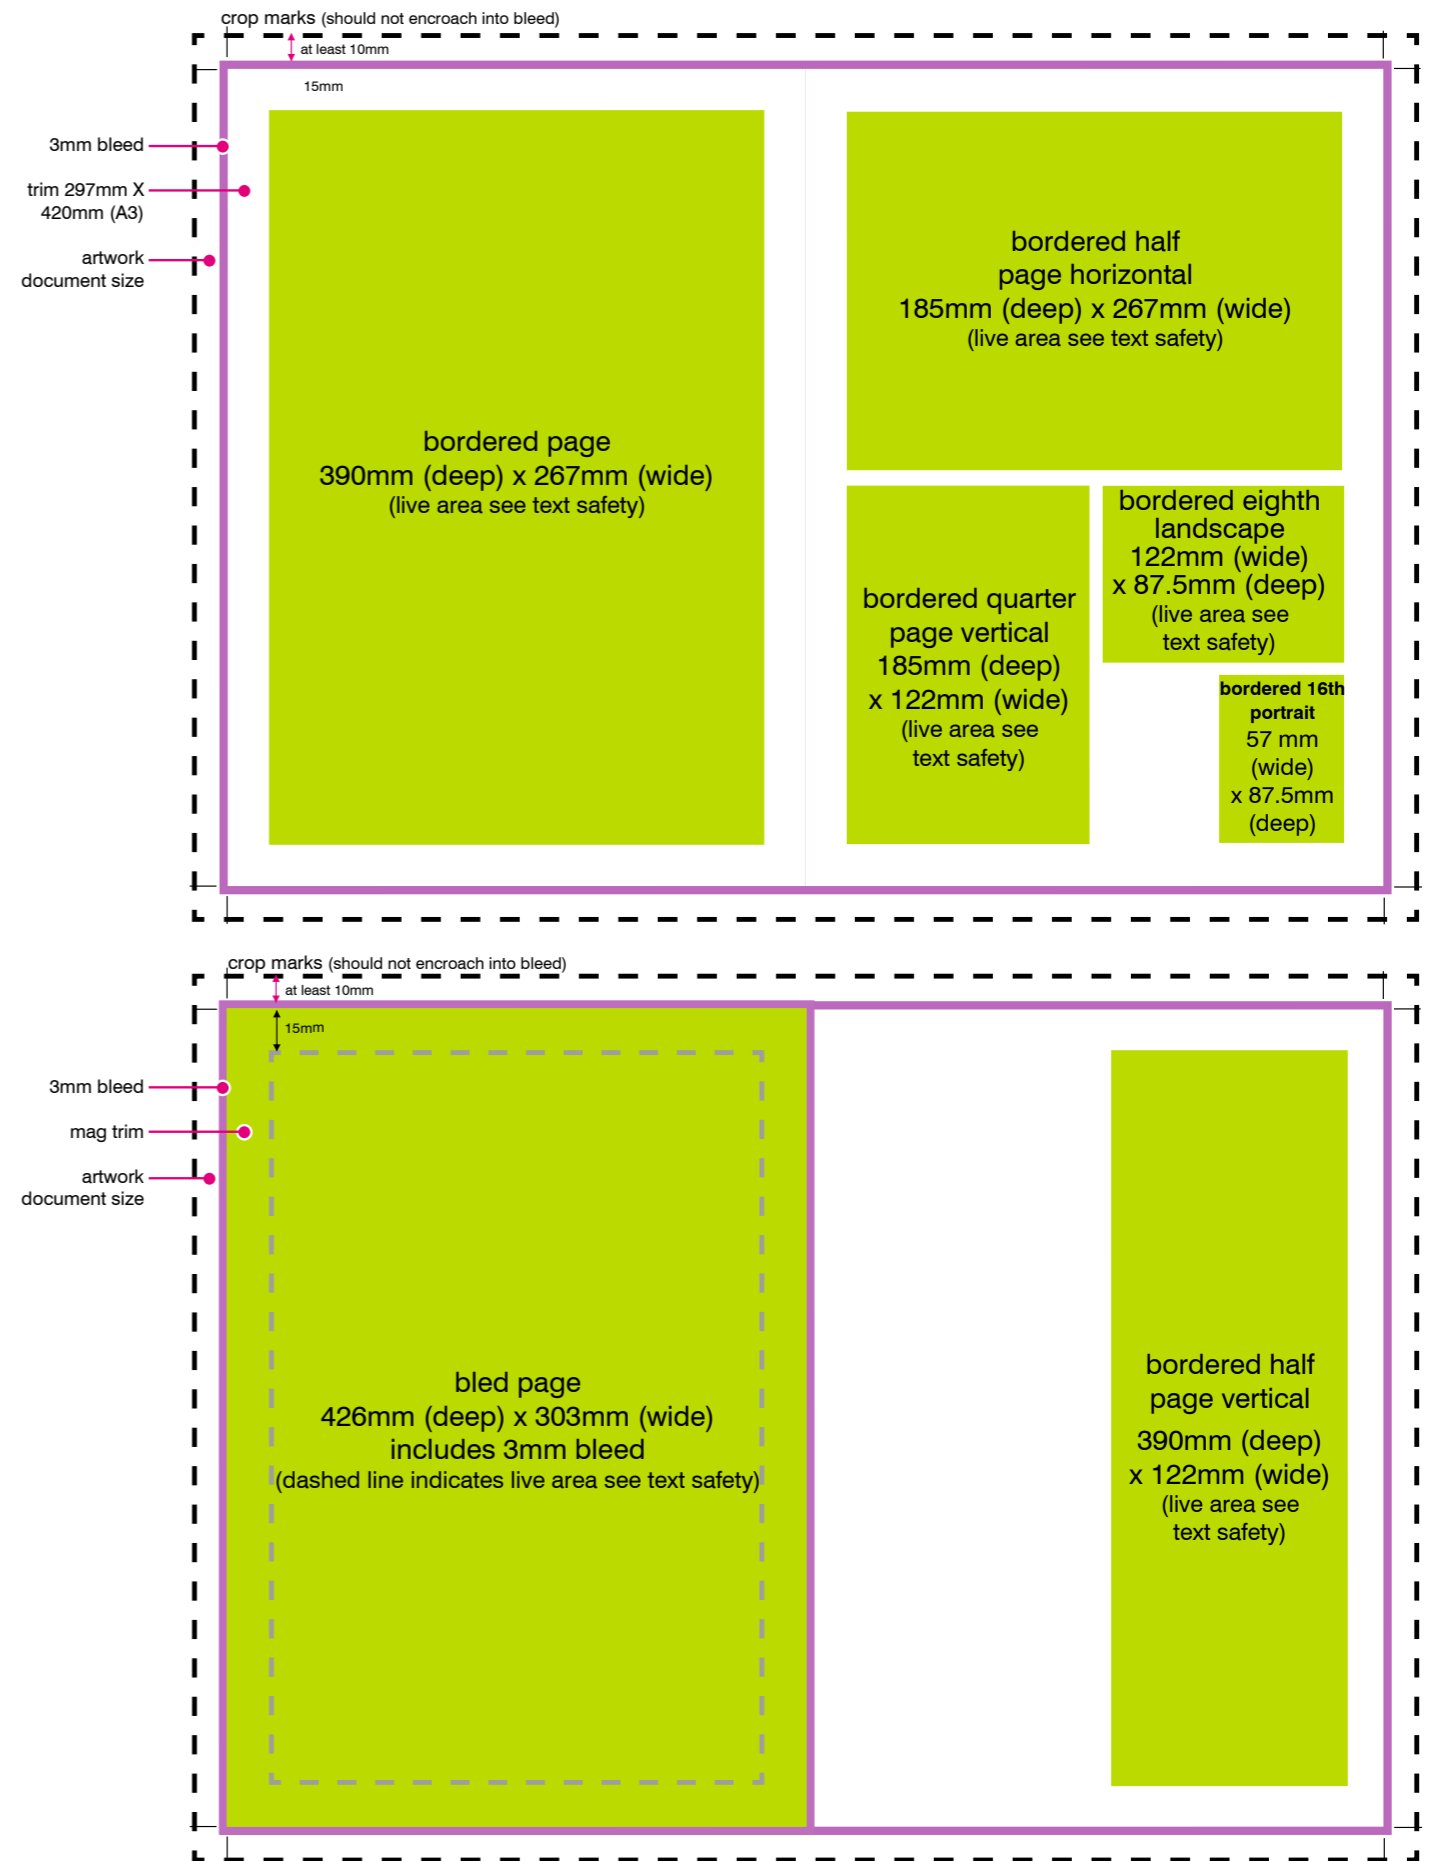 crop marks (should not encroach into bleed)
at least 10mm
15mm
3mm bleed
trim 297mm X
420mm (A3)
artwork
document size
bordered page
390mm (deep) x 267mm (wide)
(live area see text safety)
bordered half
page horizontal
185mm (deep) x 267mm (wide)
(live area see text safety)
bordered quarter
page vertical
185mm (deep)
x 122mm (wide)
(live area see
text safety)
bordered eighth
landscape
122mm (wide)
x 87.5mm (deep)
(live area see
text safety)
bordered 16th
portrait
57 mm
(wide)
x 87.5mm
(deep)
crop marks (should not encroach into bleed)
at least 10mm
15mm
3mm bleed
mag trim
artwork
document size
bled page
426mm (deep) x 303mm (wide)
includes 3mm bleed
(dashed line indicates live area see text safety)
bordered half
page vertical
390mm (deep)
x 122mm (wide)
(live area see
text safety)